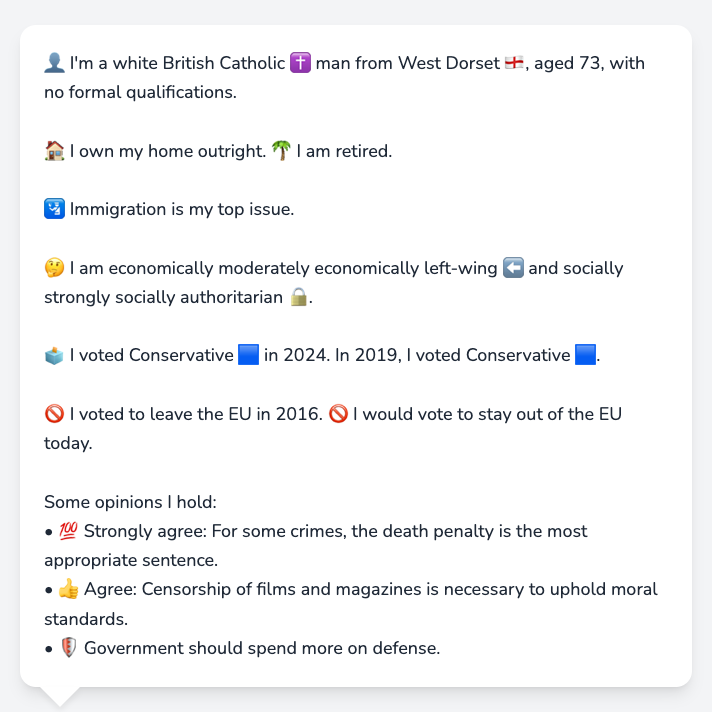 👤 I'm a white British Catholic ✝️ man from West Dorset 🏴󠁧󠁢󠁥󠁮󠁧󠁿, aged 73, with
no formal qualifications.
🏠 I own my home outright. 🌴 I am retired.
🛂 Immigration is my top issue.
🤔 I am economically moderately economically left-wing ⬅️ and socially
strongly socially authoritarian 🔒.
🗳️ I voted Conservative 🟦 in 2024. In 2019, I voted Conservative 🟦.
🚫 I voted to leave the EU in 2016. 🚫 I would vote to stay out of the EU
today.
Some opinions I hold:
• 💯 Strongly agree: For some crimes, the death penalty is the most
appropriate sentence.
• 👍 Agree: Censorship of films and magazines is necessary to uphold moral
standards.
• 🛡️ Government should spend more on defense.